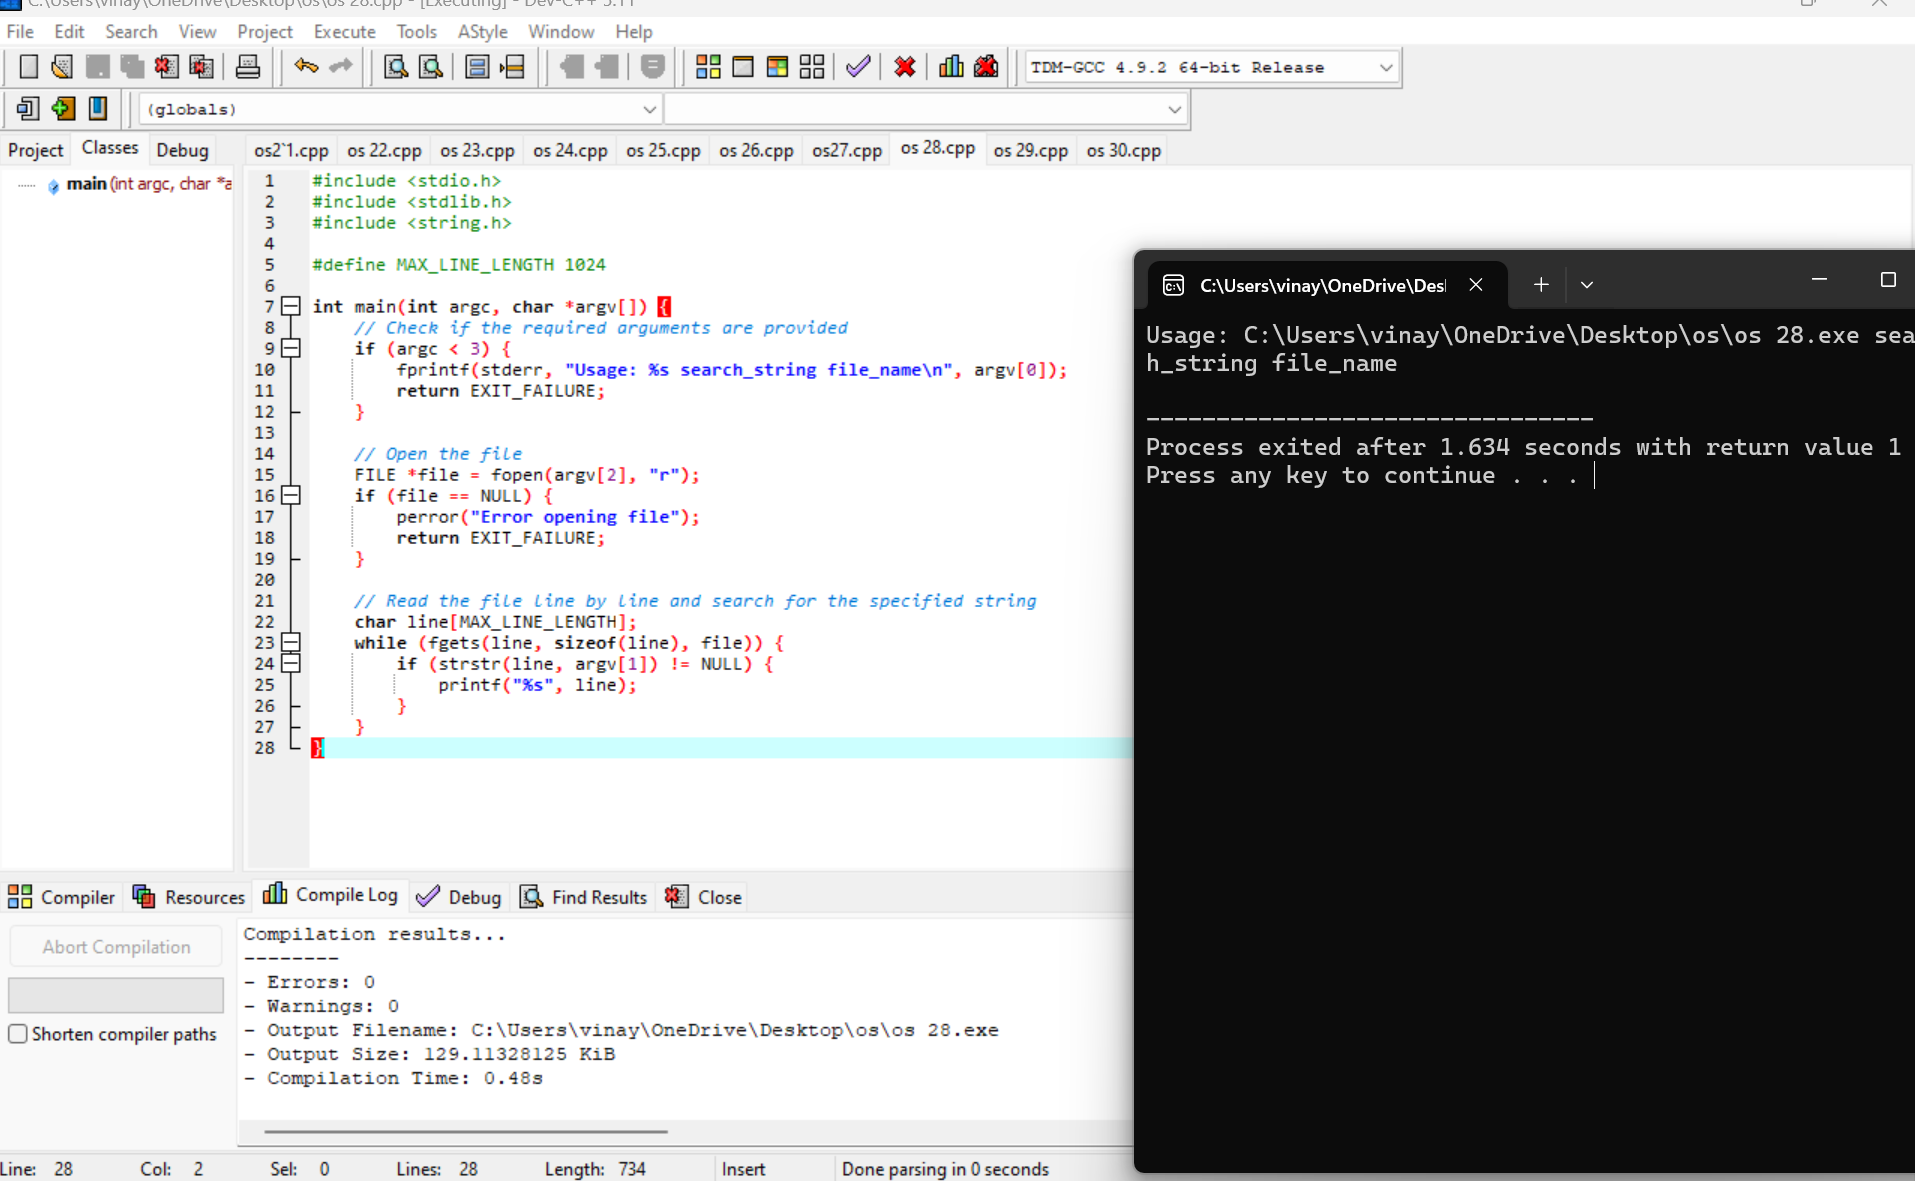 C:\Users\vinay\OneDrive\Desktop\os\os 28.cpp - [Executing] - Dev-C++ 5.11
File Edit Search View Project Execute Tools AStyle Window Help
TDM-GCC 4.9.2 64-bit Release
(globals)
Project Classes Debug
os2`1.cpp os 22.cpp os 23.cpp os 24.cpp os 25.cpp os 26.cpp os27.cpp os 28.cpp os 29.cpp os 30.cpp
main (int argc, char *a
1 #include <stdio.h>
2 #include <stdlib.h>
3 #include <string.h>
4
5 #define MAX_LINE_LENGTH 1024
6
7 int main(int argc, char *argv[]) {
8 // Check if the required arguments are provided
9 if (argc < 3) {
10 fprintf(stderr, "Usage: %s search_string file_name\n", argv[0]);
11 return EXIT_FAILURE;
12 }
13
14 // Open the file
15 FILE *file = fopen(argv[2], "r");
16 if (file == NULL) {
17 perror("Error opening file");
18 return EXIT_FAILURE;
19 }
20
21 // Read the file line by line and search for the specified string
22 char line[MAX_LINE_LENGTH];
23 while (fgets(line, sizeof(line), file)) {
24 if (strstr(line, argv[1]) != NULL) {
25 printf("%s", line);
26 }
27 }
28 }
C:\Users\vinay\OneDrive\Des
Usage: C:\Users\vinay\OneDrive\Desktop\os\os 28.exe sea
h_string file_name
--------------------------------
Process exited after 1.634 seconds with return value 1
Press any key to continue . . .
Compiler Resources Compile Log Debug Find Results Close
Abort Compilation
Shorten compiler paths
Compilation results...
--------
- Errors: 0
- Warnings: 0
- Output Filename: C:\Users\vinay\OneDrive\Desktop\os\os 28.exe
- Output Size: 129.11328125 KiB
- Compilation Time: 0.48s
Line: 28 Col: 2 Sel: 0 Lines: 28 Length: 734 Insert Done parsing in 0 seconds